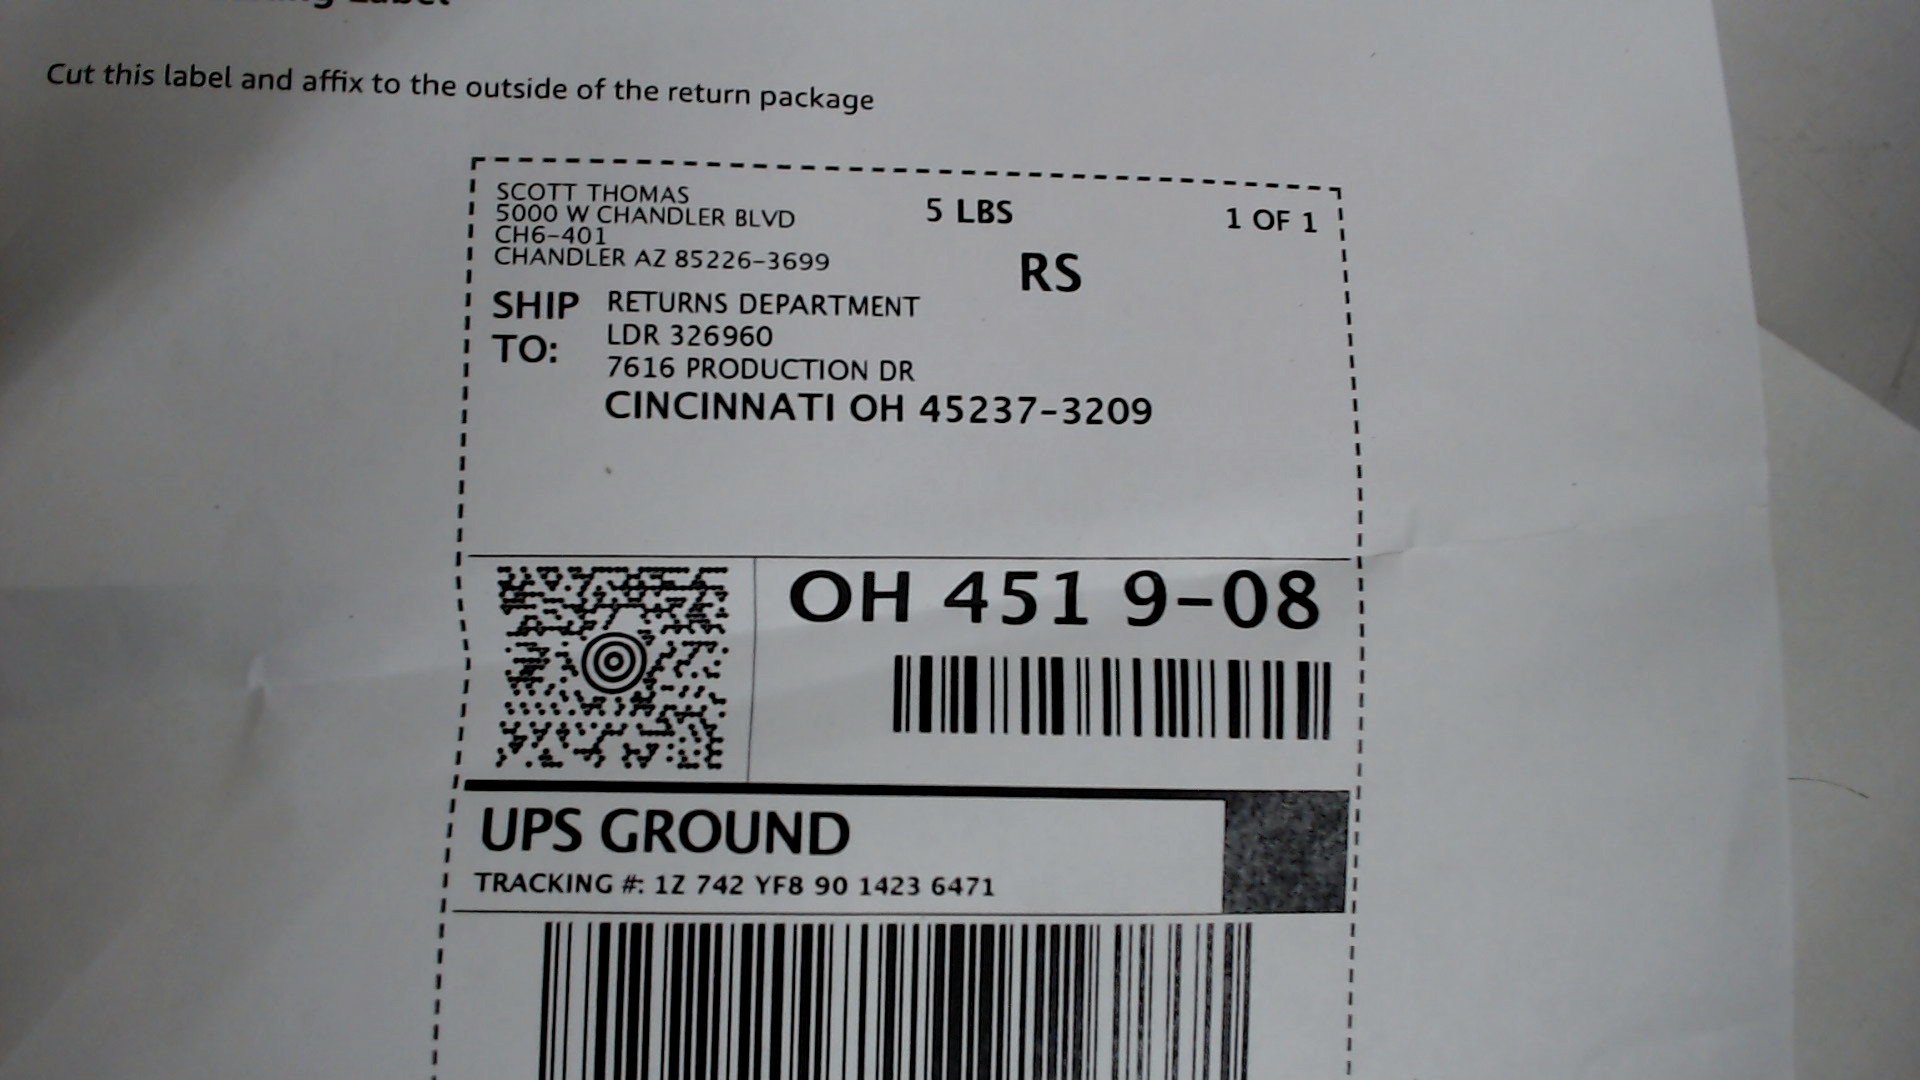 Label
Cut this label and affix to the outside of the return package
SCOTT THOMAS
5000 W CHANDLER BLVD
CH6-401
CHANDLER AZ 85226-3699
5 LBS
1 OF 1
RS
SHIP TO:
RETURNS DEPARTMENT
LDR 326960
7616 PRODUCTION DR
CINCINNATI OH 45237-3209
OH 451 9-08
UPS GROUND
TRACKING #: 1Z 742 YF8 90 1423 6471